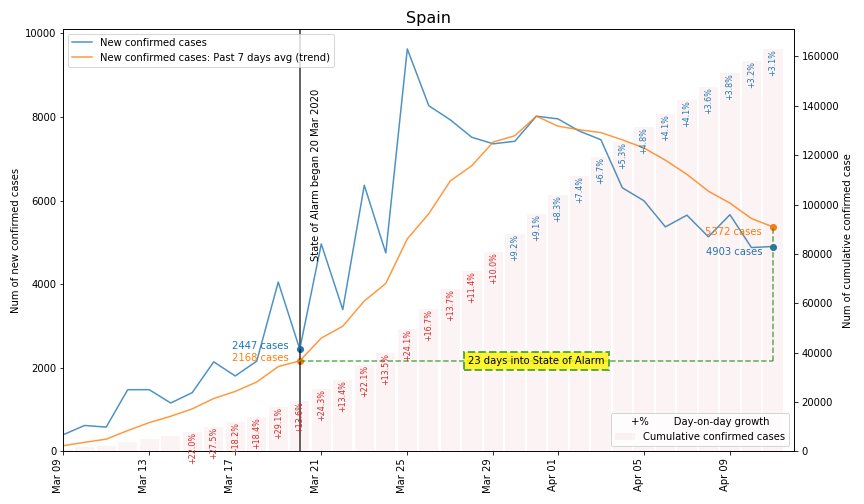 Spain
New confirmed cases
New confirmed cases: Past 7 days avg (trend)
Num of new confirmed cases
10000
8000
6000
4000
2000
0
160000
140000
120000
100000
80000
60000
40000
20000
0
Num of cumulative confirmed case
State of Alarm began 20 Mar 2020
2447 cases
2168 cases
5372 cases
4903 cases
23 days into State of Alarm
+22.0%
+27.5%
+18.2%
+18.4%
+29.1%
+13.6%
+24.3%
+13.4%
+22.1%
+13.5%
+24.1%
+16.7%
+13.7%
+11.4%
+10.0%
+9.2%
+9.1%
+8.3%
+7.4%
+6.7%
+5.3%
+4.8%
+4.1%
+4.1%
+3.6%
+3.8%
+3.2%
+3.1%
+% Day-on-day growth
Cumulative confirmed cases
Mar 09
Mar 13
Mar 17
Mar 21
Mar 25
Mar 29
Apr 01
Apr 05
Apr 09